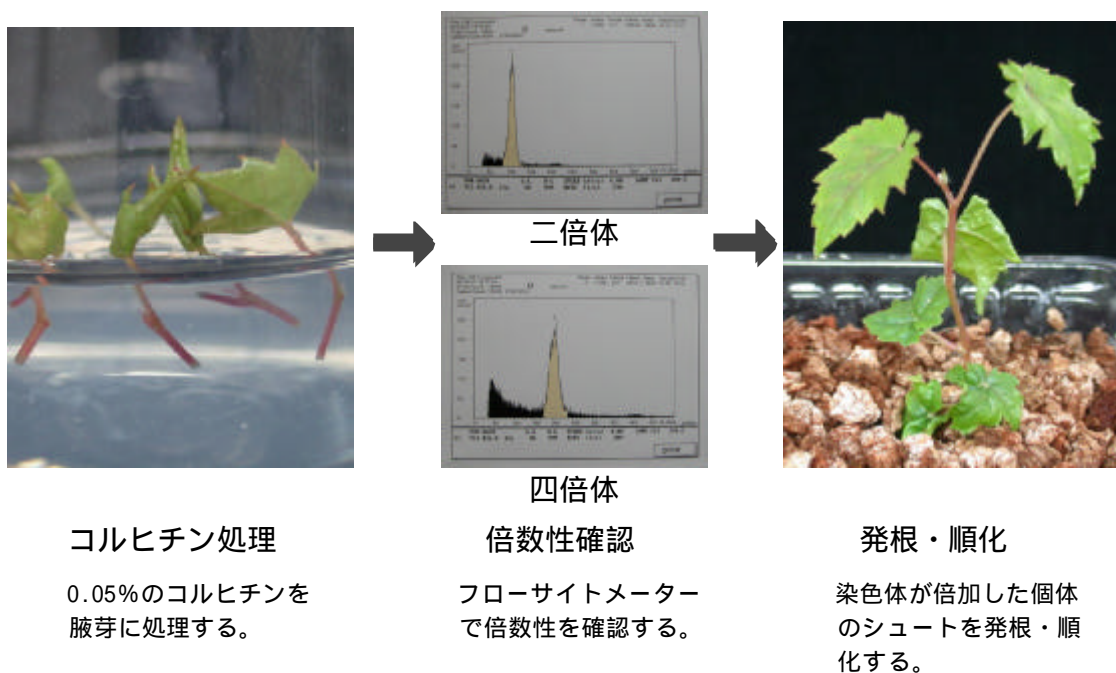 二倍体
四倍体
コルヒチン処理
倍数性確認
発根・順化
0.05%のコルヒチンを
腋芽に処理する。
フローサイトメーター
で倍数性を確認する。
染色体が倍加した個体
のシュートを発根・順
化する。